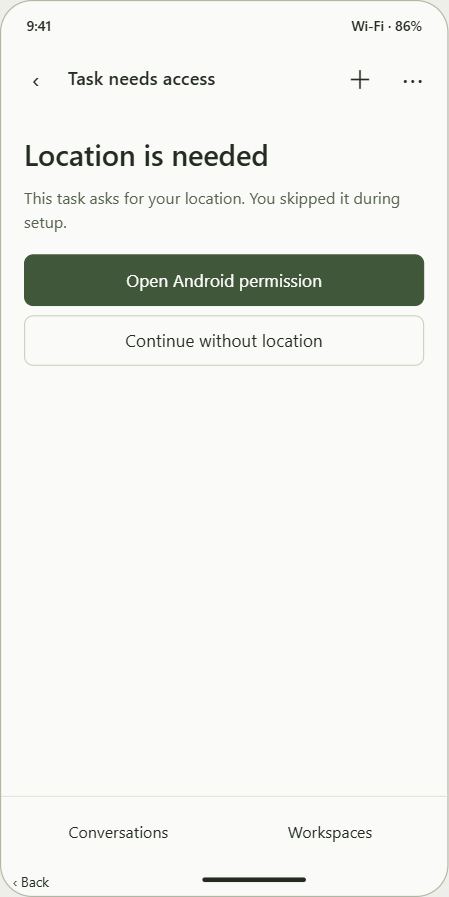 9:41
Wi-Fi · 86%
‹ Task needs access + ...
Location is needed
This task asks for your location. You skipped it during
setup.
Open Android permission
Continue without location
Conversations
Workspaces
‹ Back